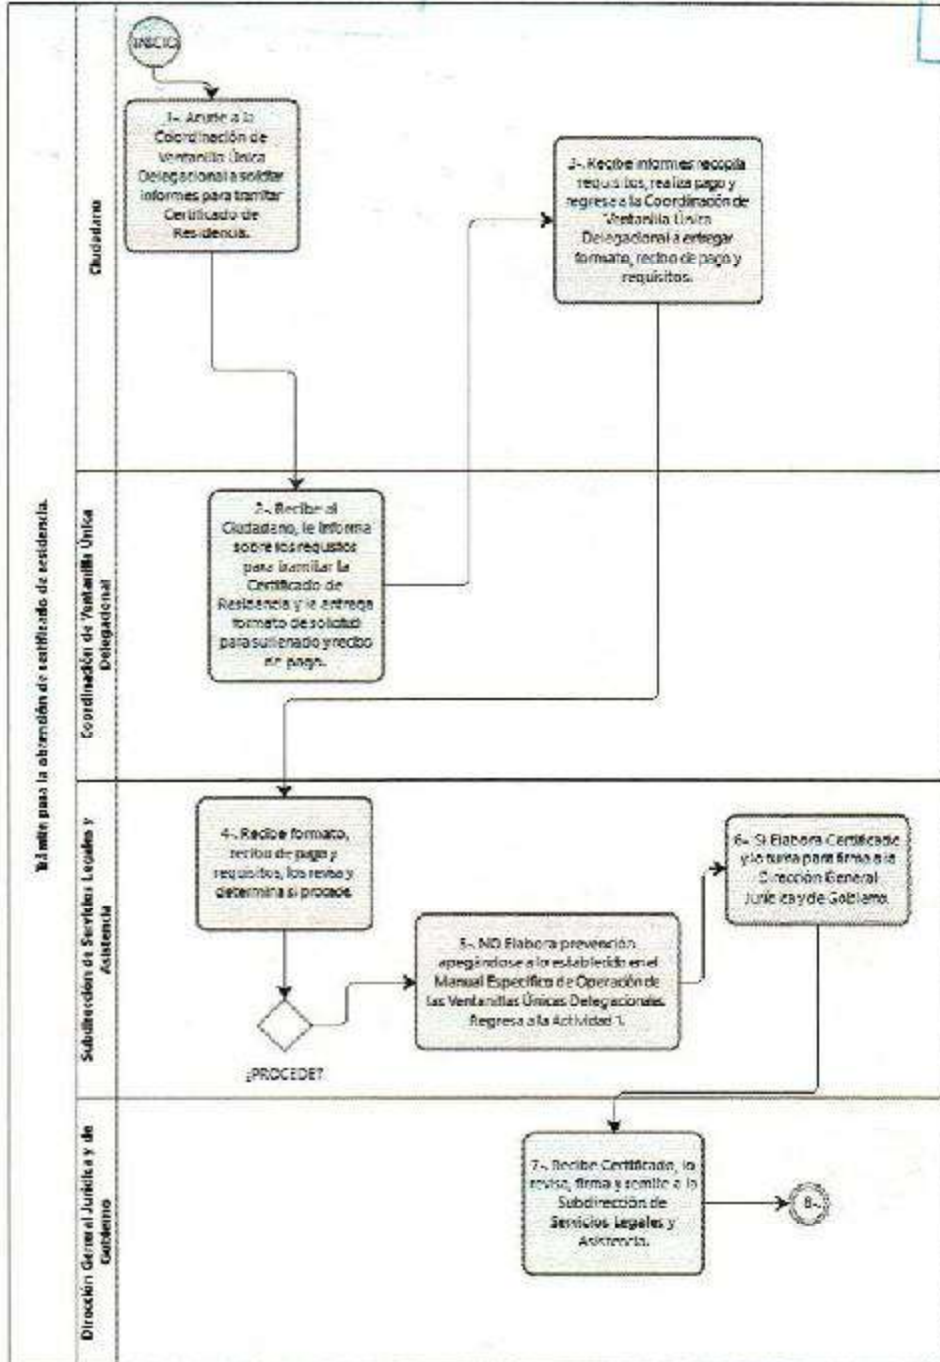 Trámite para la obtención de certificado de residencia.
Ciudadano
INICIO
1-. Acude a la
Coordinación de
Ventanilla Única
Delegacional a solicitar
informes para tramitar
Certificado de
Residencia.
3-. Recibe informes recopila
requisitos, realiza pago y
regresa a la Coordinación de
Ventanilla Única
Delegacional a entregar
formato, recibo de pago y
requisitos.
Coordinación de Ventanilla Única
Delegacional
2-. Recibe al
Ciudadano, le informa
sobre los requisitos
para tramitar la
Certificado de
Residencia y le entrega
formato de solicitud
para su llenado y recibo
de pago.
Subdirección de Servicios Legales y
Asistencia
4-. Recibe formato,
recibo de pago y
requisitos, los revisa y
determina si procede.
¿PROCEDE?
5-. NO Elabora prevención
apegándose a lo establecido en el
Manual Específico de Operación de
las Ventanillas Únicas Delegacionales.
Regresa a la Actividad 1.
6-. SI Elabora Certificado
y lo turna para firma a la
Dirección General
Jurídica y de Gobierno.
Dirección General Jurídica y de
Gobierno
7-. Recibe Certificado, lo
revisa, firma y remite a la
Subdirección de
Servicios Legales y
Asistencia.
8-.